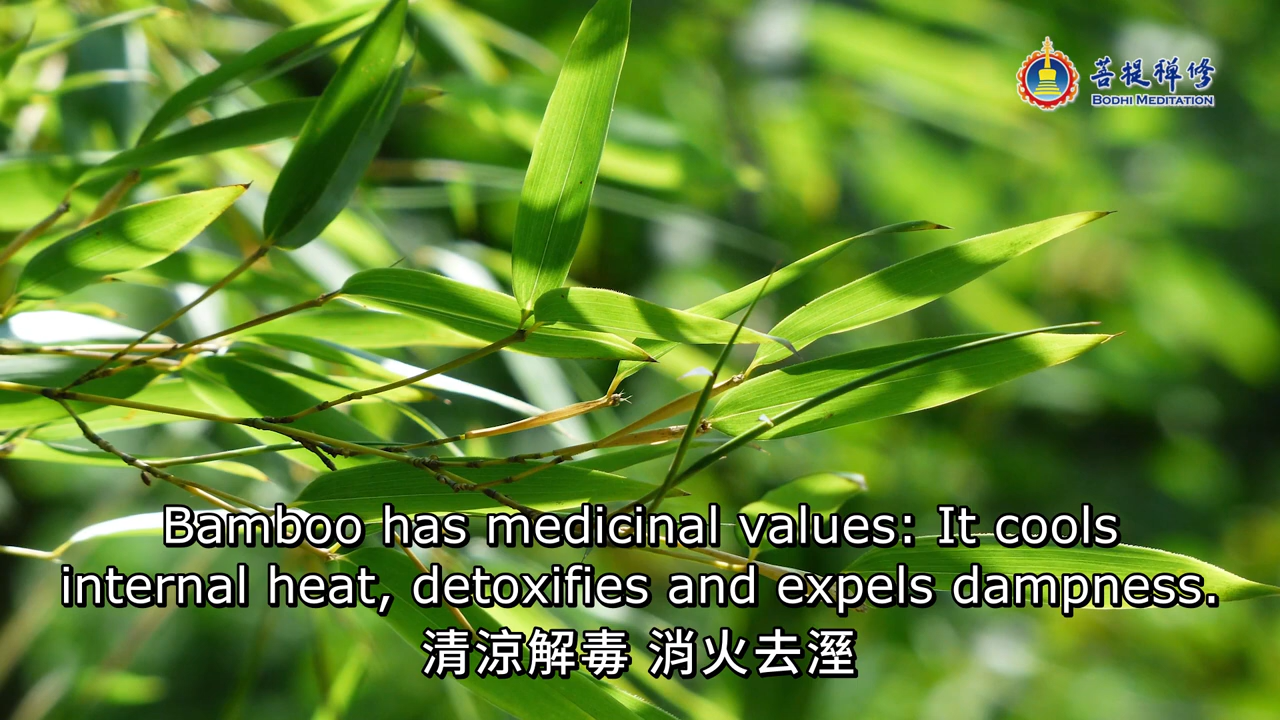 菩提禅修
BODHI MEDITATION
Bamboo has medicinal values: It cools
internal heat, detoxifies and expels dampness.
清涼解毒 消火去溼